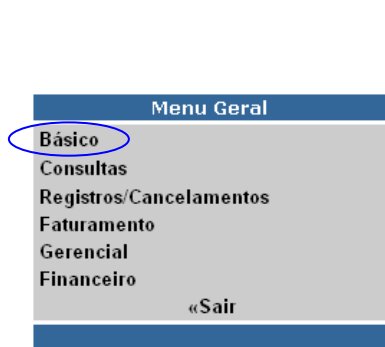 Menu Geral
Básico
Consultas
Registros/Cancelamentos
Faturamento
Gerencial
Financeiro
«Sair